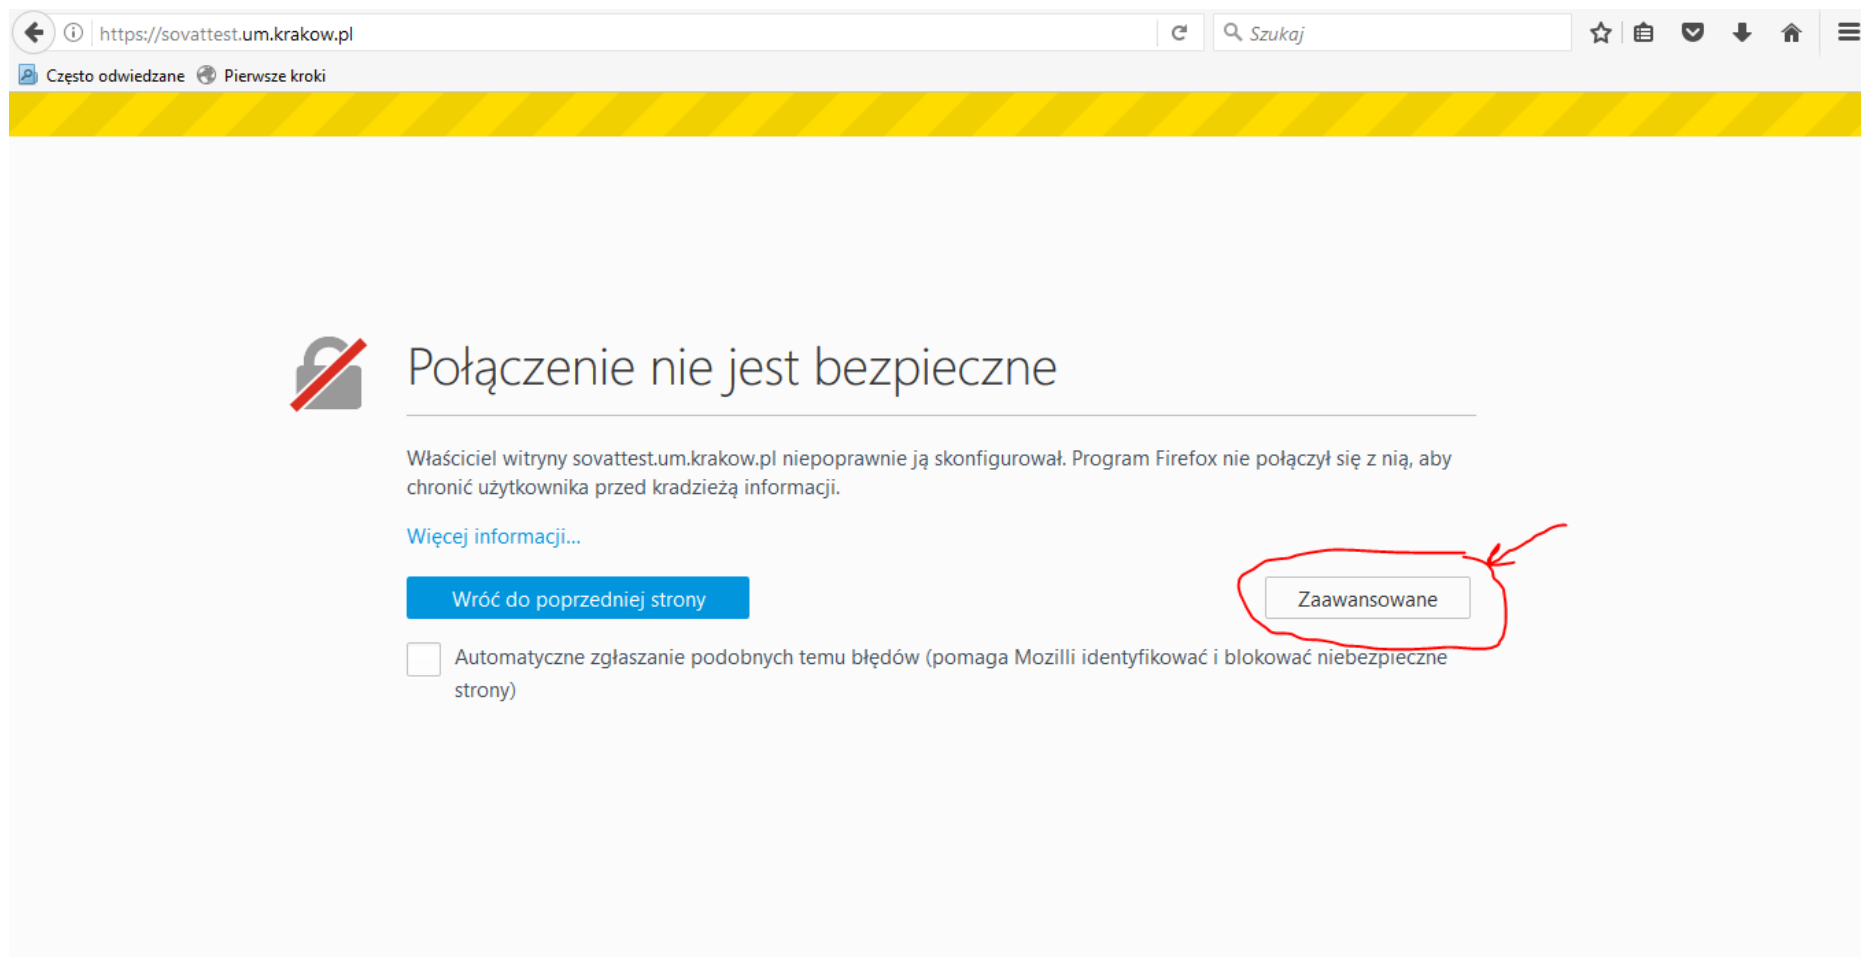 https://sovattest.um.krakow.pl
Szukaj
Często odwiedzane Pierwsze kroki
Połączenie nie jest bezpieczne
Właściciel witryny sovattest.um.krakow.pl niepoprawnie ją skonfigurował. Program Firefox nie połączył się z nią, aby
chronić użytkownika przed kradzieżą informacji.
Więcej informacji...
Wróć do poprzedniej strony
Zaawansowane
Automatyczne zgłaszanie podobnych temu błędów (pomaga Mozilli identyfikować i blokować niebezpieczne
strony)